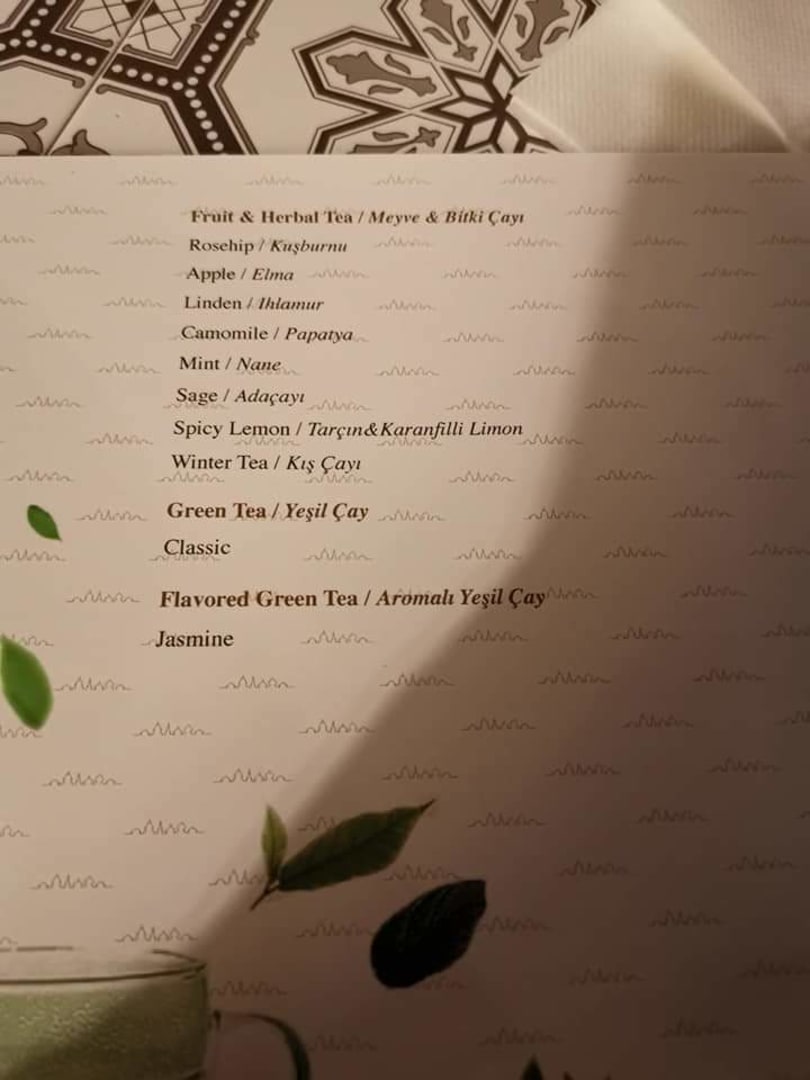 Fruit & Herbal Tea / Meyve & Bitki Çayı
Rosehip / Kuşburnu
Apple / Elma
Linden / Ihlamur
Camomile / Papatya
Mint / Nane
Sage / Adaçayı
Spicy Lemon / Tarçın&Karanfilli Limon
Winter Tea / Kış Çayı
Green Tea / Yeşil Çay
Classic
Flavored Green Tea / Aromalı Yeşil Çay
Jasmine